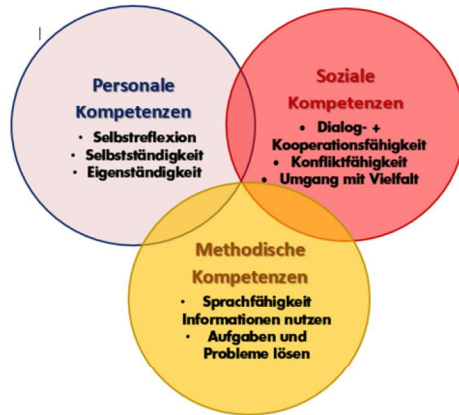 Personale
Kompetenzen
• Selbstreflexion
• Selbstständigkeit
• Eigenständigkeit
Soziale
Kompetenzen
• Dialog- +
Kooperationsfähigkeit
• Konfliktfähigkeit
• Umgang mit Vielfalt
Methodische
Kompetenzen
• Sprachfähigkeit
Informationen nutzen
• Aufgaben und
Probleme lösen